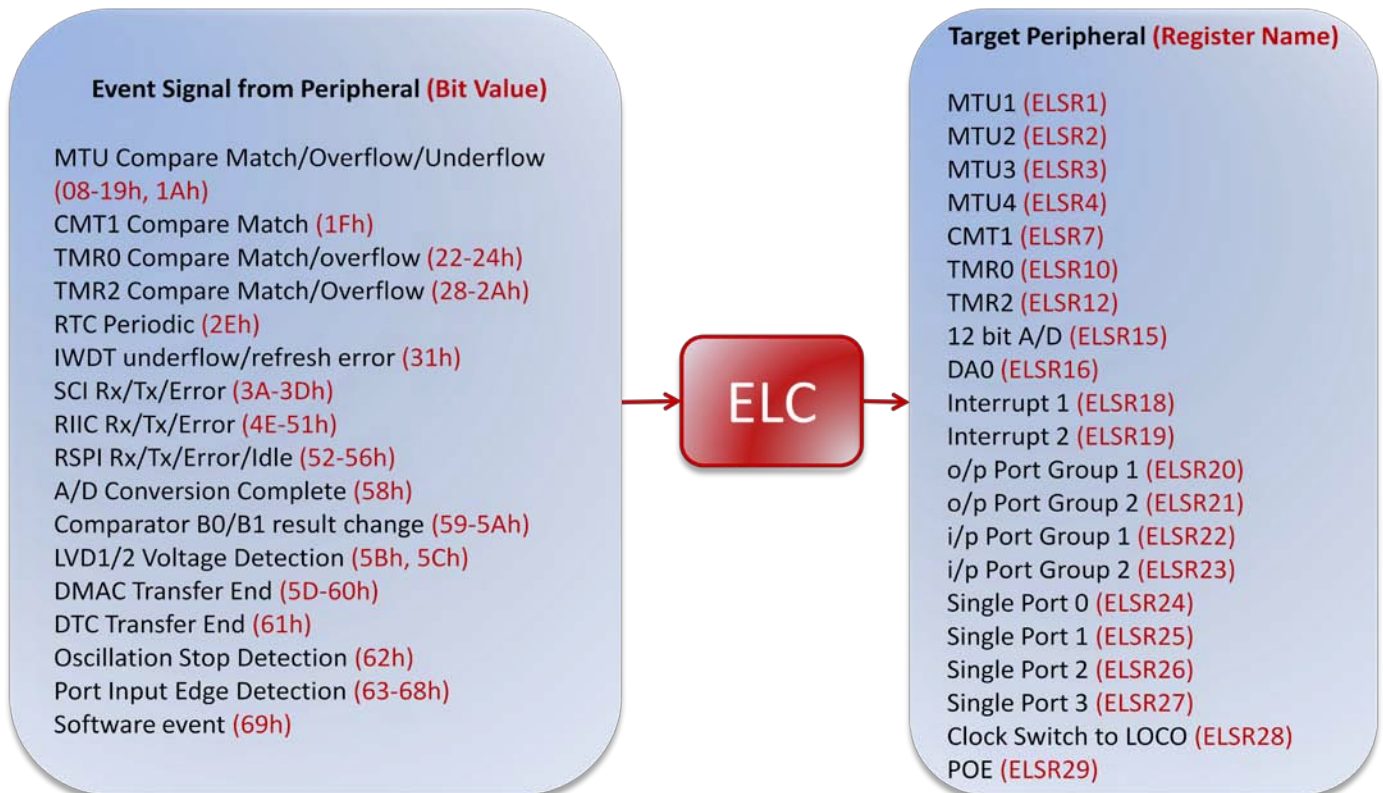 Event Signal from Peripheral (Bit Value)
MTU Compare Match/Overflow/Underflow
(08-19h, 1Ah)
CMT1 Compare Match (1Fh)
TMR0 Compare Match/overflow (22-24h)
TMR2 Compare Match/Overflow (28-2Ah)
RTC Periodic (2Eh)
IWDT underflow/refresh error (31h)
SCI Rx/Tx/Error (3A-3Dh)
RIIC Rx/Tx/Error (4E-51h)
RSPI Rx/Tx/Error/Idle (52-56h)
A/D Conversion Complete (58h)
Comparator B0/B1 result change (59-5Ah)
LVD1/2 Voltage Detection (5Bh, 5Ch)
DMAC Transfer End (5D-60h)
DTC Transfer End (61h)
Oscillation Stop Detection (62h)
Port Input Edge Detection (63-68h)
Software event (69h)
ELC
Target Peripheral (Register Name)
MTU1 (ELSR1)
MTU2 (ELSR2)
MTU3 (ELSR3)
MTU4 (ELSR4)
CMT1 (ELSR7)
TMR0 (ELSR10)
TMR2 (ELSR12)
12 bit A/D (ELSR15)
DA0 (ELSR16)
Interrupt 1 (ELSR18)
Interrupt 2 (ELSR19)
o/p Port Group 1 (ELSR20)
o/p Port Group 2 (ELSR21)
i/p Port Group 1 (ELSR22)
i/p Port Group 2 (ELSR23)
Single Port 0 (ELSR24)
Single Port 1 (ELSR25)
Single Port 2 (ELSR26)
Single Port 3 (ELSR27)
Clock Switch to LOCO (ELSR28)
POE (ELSR29)